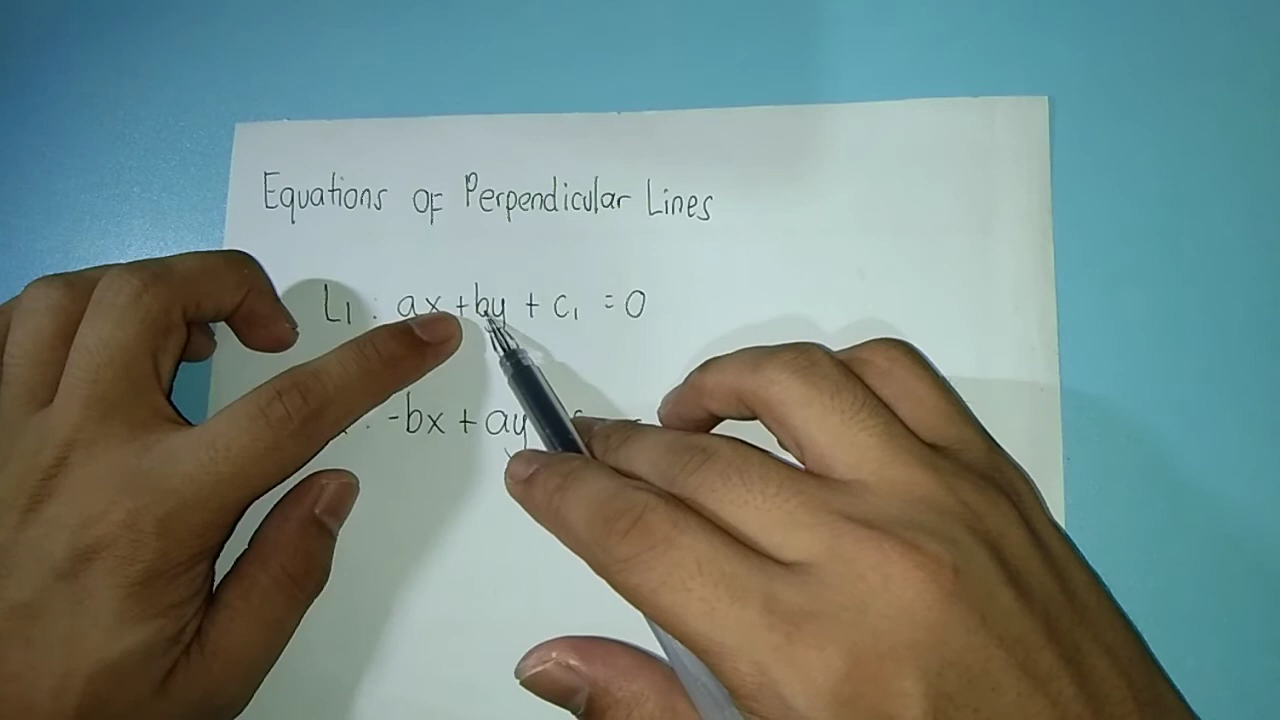 Equations of Perpendicular Lines
L1 : ax + by + c₁ = 0
: -bx + ay